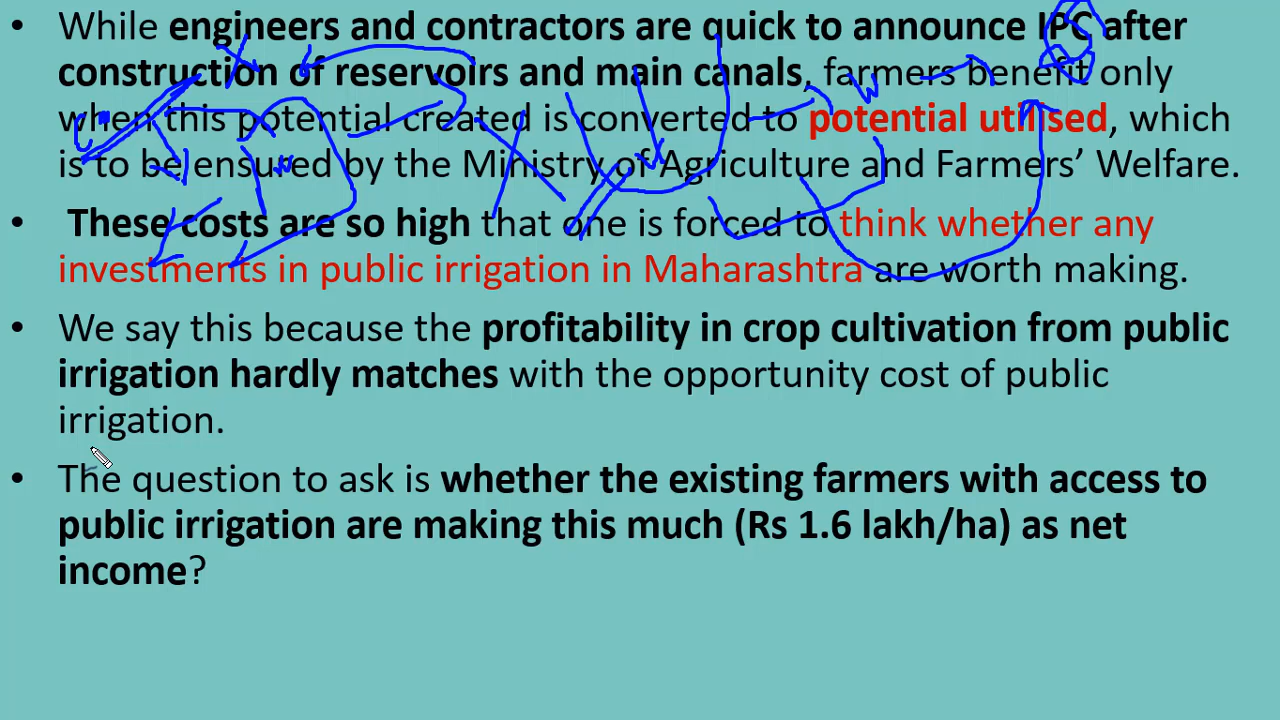 • While engineers and contractors are quick to announce IPC after
construction of reservoirs and main canals, farmers benefit only
when this potential created is converted to potential utilised, which
is to be ensured by the Ministry of Agriculture and Farmers' Welfare.
• These costs are so high that one is forced to think whether any
investments in public irrigation in Maharashtra are worth making.
• We say this because the profitability in crop cultivation from public
irrigation hardly matches with the opportunity cost of public
irrigation.
• The question to ask is whether the existing farmers with access to
public irrigation are making this much (Rs 1.6 lakh/ha) as net
income?